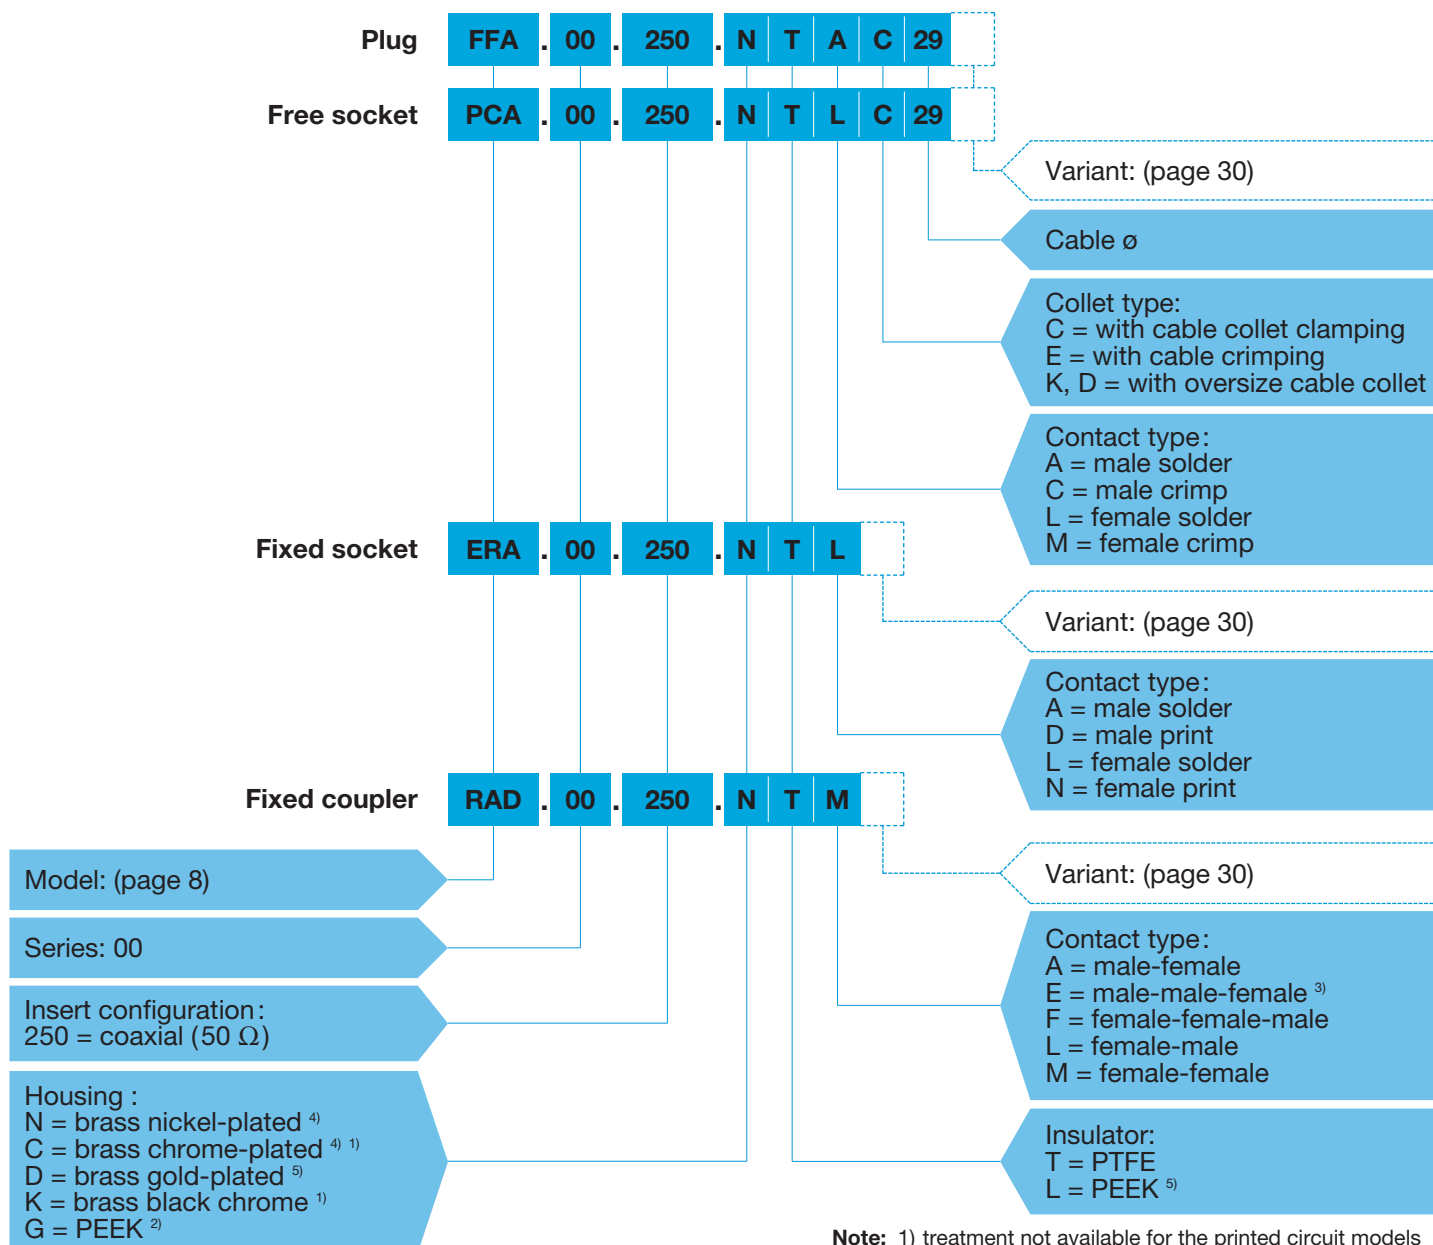 Plug FFA . 00 . 250 . N T A C 29
Free socket PCA . 00 . 250 . N T L C 29
Variant: (page 30)
Cable ø
Collet type:
C = with cable collet clamping
E = with cable crimping
K, D = with oversize cable collet
Contact type:
A = male solder
C = male crimp
L = female solder
M = female crimp
Fixed socket ERA . 00 . 250 . N T L
Variant: (page 30)
Contact type:
A = male solder
D = male print
L = female solder
N = female print
Fixed coupler RAD . 00 . 250 . N T M
Variant: (page 30)
Model: (page 8)
Series: 00
Insert configuration:
250 = coaxial (50 Ω)
Housing :
N = brass nickel-plated 4)
C = brass chrome-plated 4) 1)
D = brass gold-plated 5)
K = brass black chrome 1)
G = PEEK 2)
Contact type:
A = male-female
E = male-male-female 3)
F = female-female-male
L = female-male
M = female-female
Insulator:
T = PTFE
L = PEEK 5)
Note: 1) treatment not available for the printed circuit models